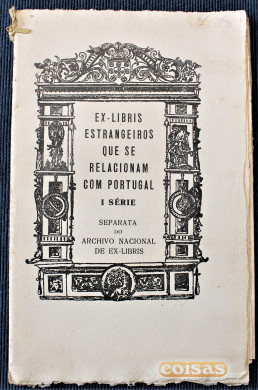 EX-LIBRIS
ESTRANGEIROS
QUE SE
RELACIONAM
COM PORTUGAL
I SÉRIE
SEPARATA
DO
ARCHIVO NACIONAL
DE EX-LIBRIS
coisas